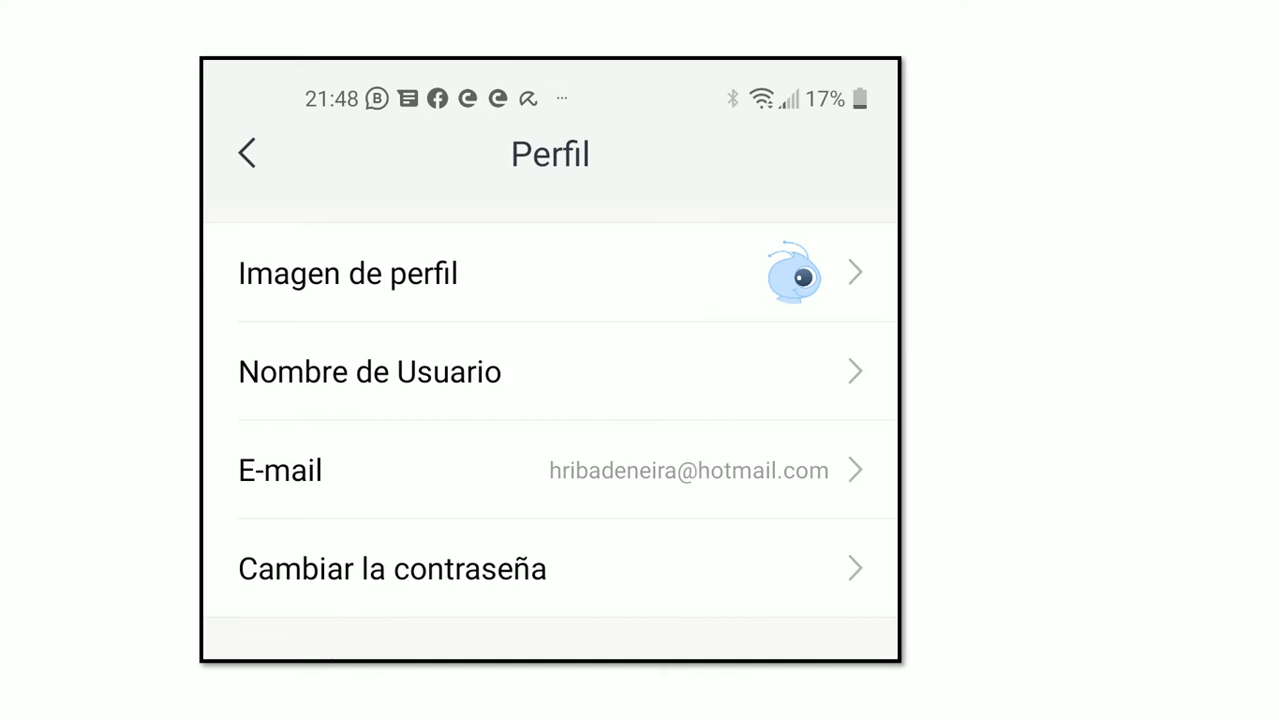 21:48 17%
Perfil
Imagen de perfil
Nombre de Usuario
E-mail hribadeneira@hotmail.com
Cambiar la contraseña